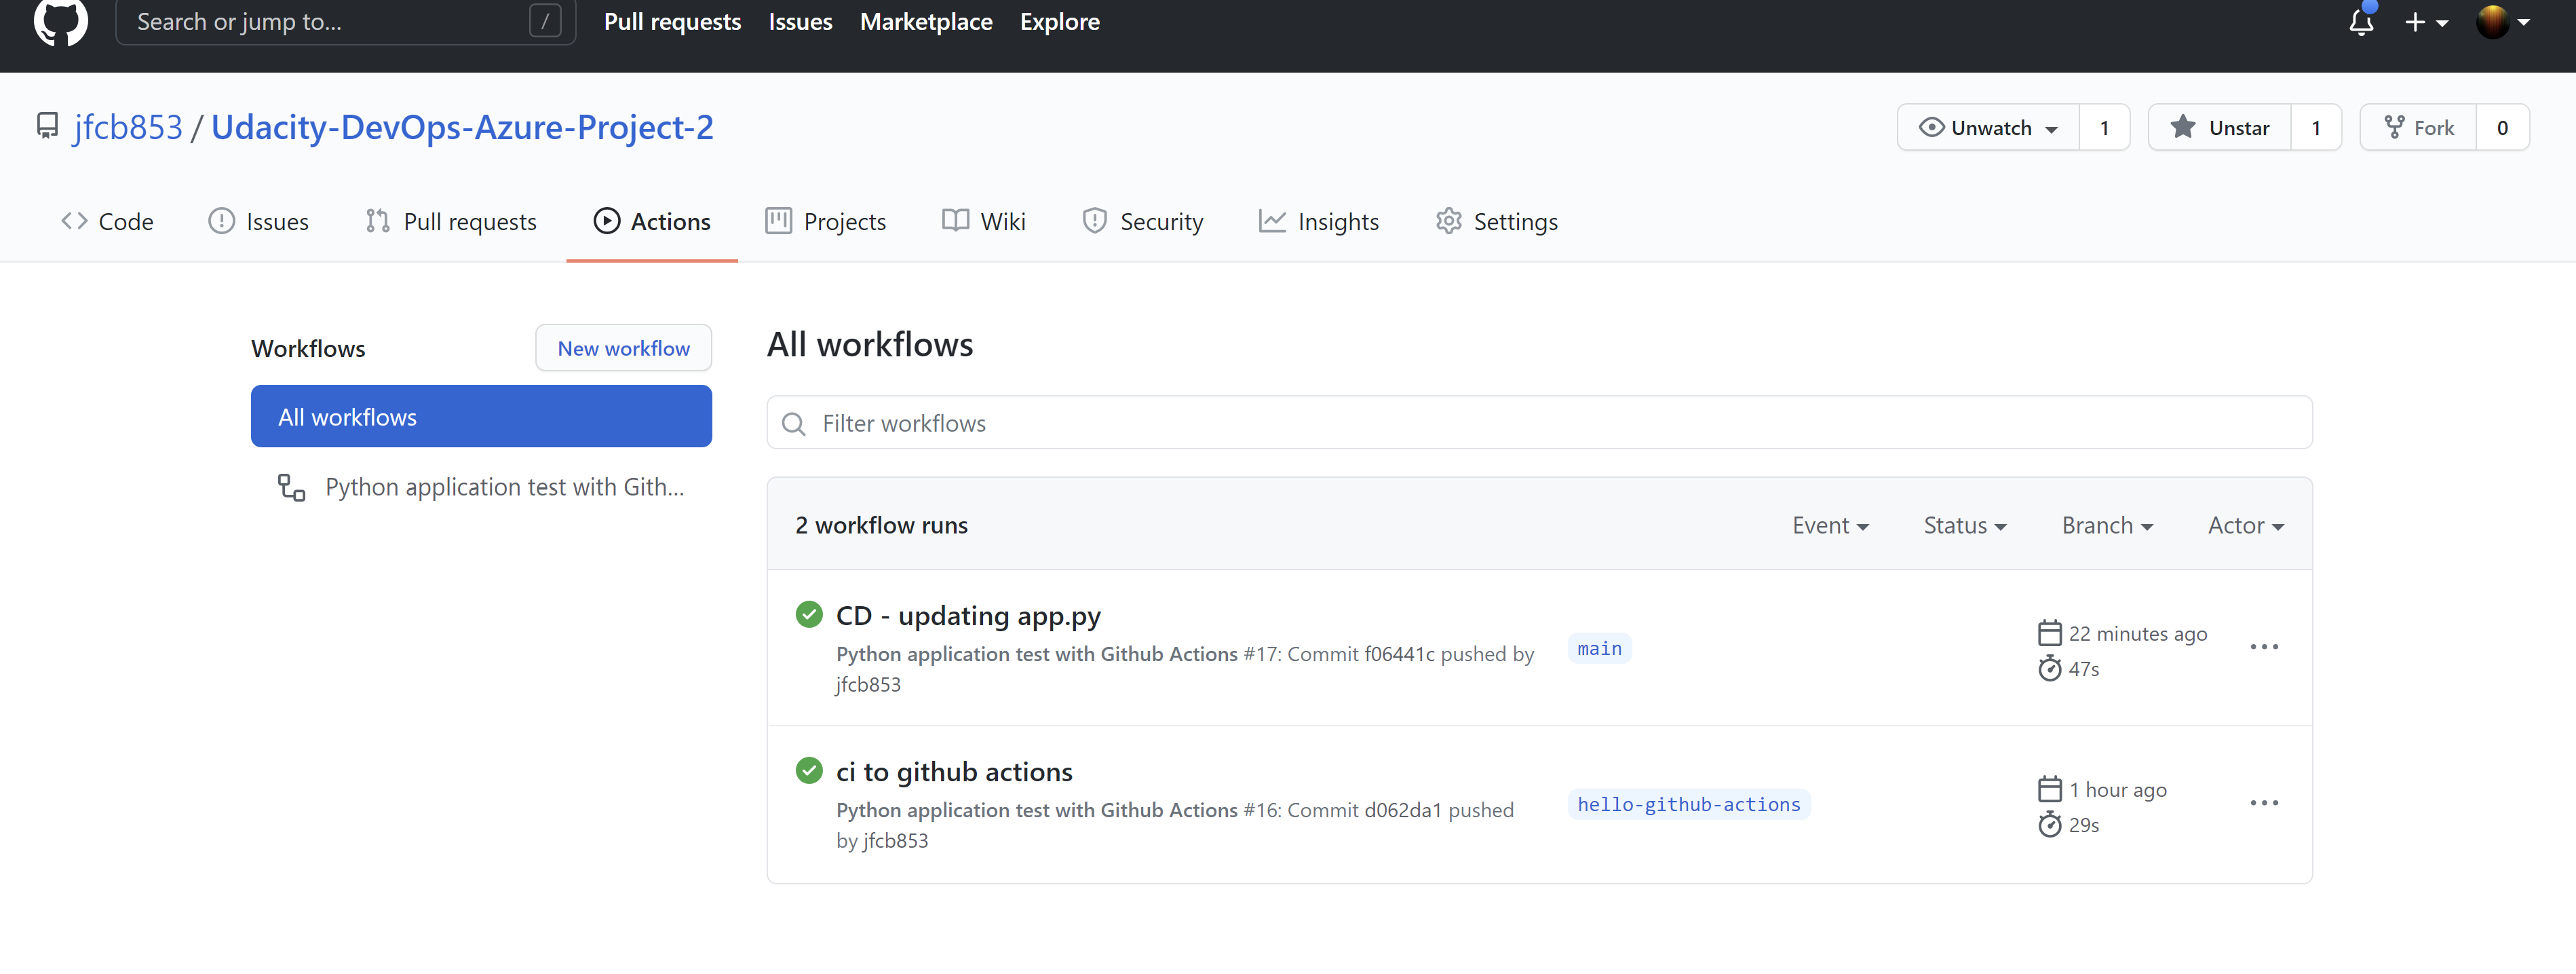 Search or jump to... /
Pull requests Issues Marketplace Explore
jfcb853 / Udacity-DevOps-Azure-Project-2
Unwatch 1 Unstar 1 Fork 0
Code Issues Pull requests Actions Projects Wiki Security Insights Settings
Workflows New workflow
All workflows
Python application test with Gith...
All workflows
Filter workflows
2 workflow runs Event Status Branch Actor
CD - updating app.py
Python application test with Github Actions #17: Commit f06441c pushed by
jfcb853
main
22 minutes ago
47s
ci to github actions
Python application test with Github Actions #16: Commit d062da1 pushed
by jfcb853
hello-github-actions
1 hour ago
29s